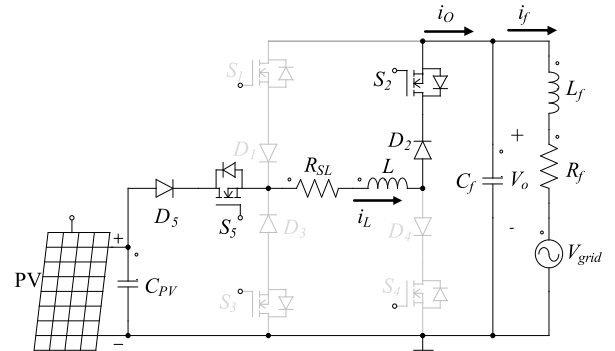 i_O
i_f
S_1
S_2
L_f
D_1
D_2
+
R_SL
L
C_f
V_o
R_f
D_5
S_5
i_L
D_3
D_4
-
V_grid
PV
+
C_PV
S_3
S_4
−